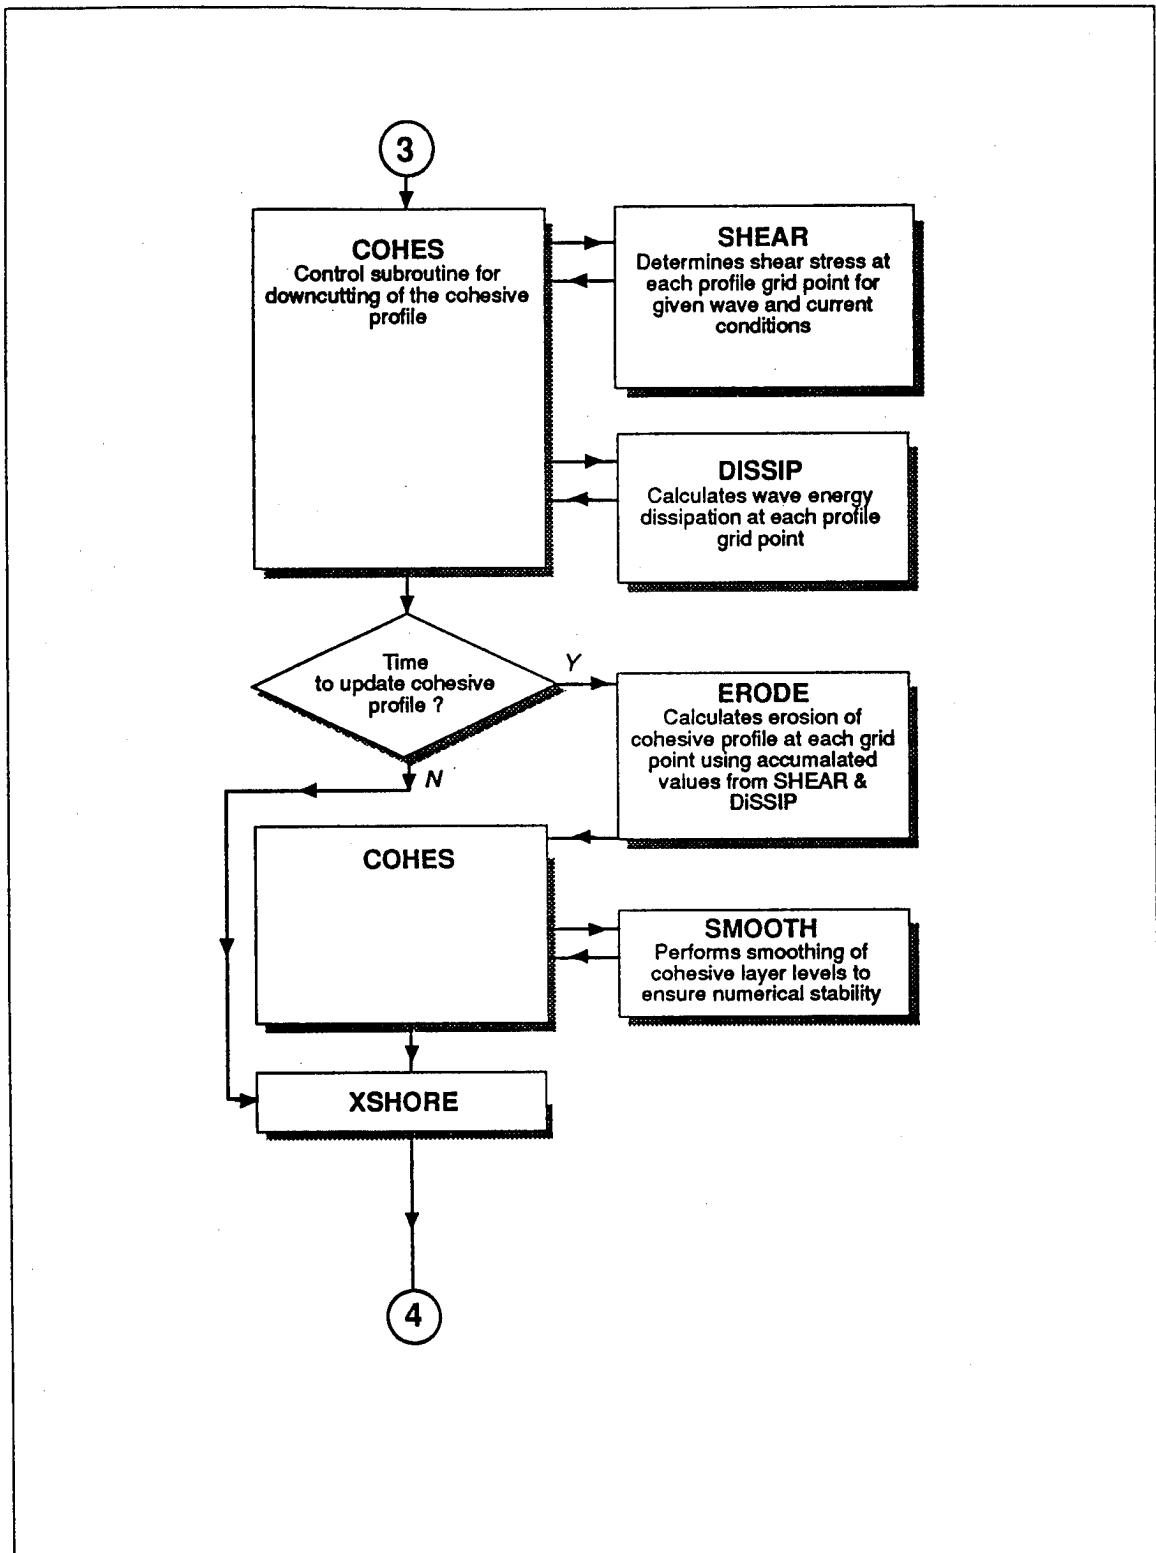 3
COHES
Control subroutine for
downcutting of the cohesive
profile
SHEAR
Determines shear stress at
each profile grid point for
given wave and current
conditions
DISSIP
Calculates wave energy
dissipation at each profile
grid point
Time
to update cohesive
profile ?
Y
N
ERODE
Calculates erosion of
cohesive profile at each grid
point using accumalated
values from SHEAR &
DiSSIP
COHES
SMOOTH
Performs smoothing of
cohesive layer levels to
ensure numerical stability
XSHORE
4